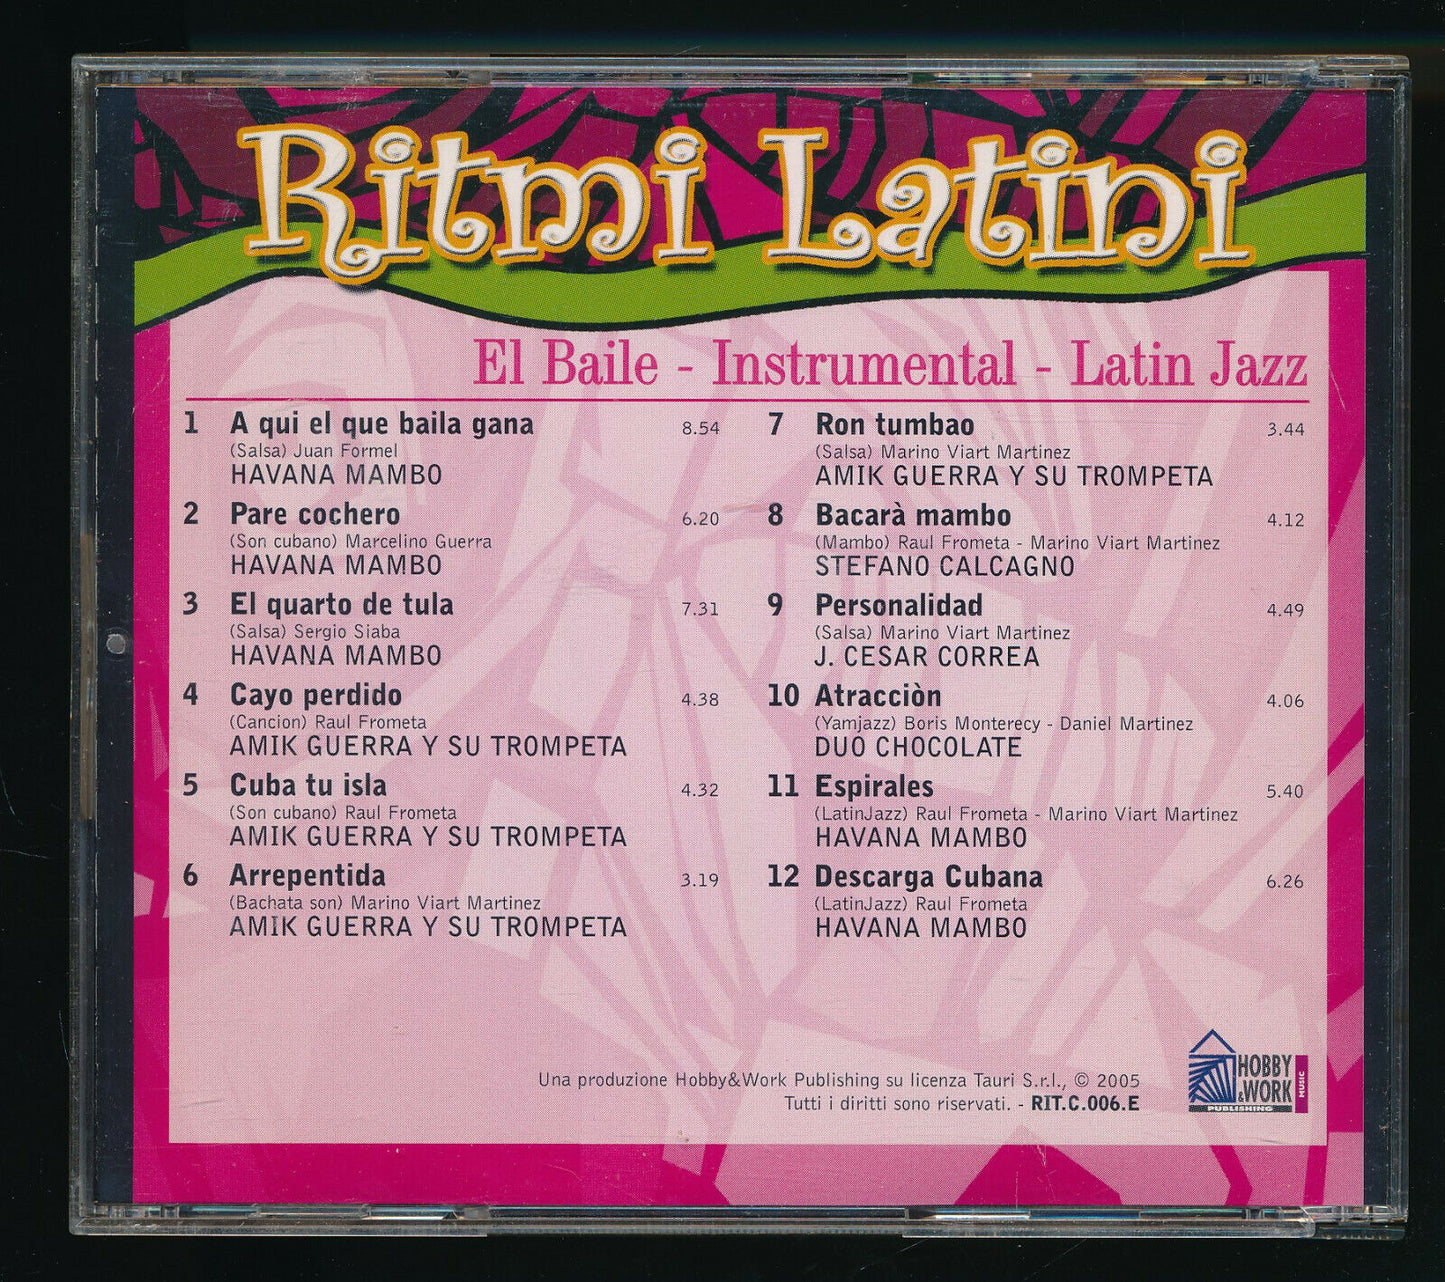 Ritmi Latini
El Baile - Instrumental - Latin Jazz
1 A qui el que baila gana 8.54
(Salsa) Juan Formel
HAVANA MAMBO
2 Pare cochero 6.20
(Son cubano) Marcelino Guerra
HAVANA MAMBO
3 El quarto de tula 7.31
(Salsa) Sergio Siaba
HAVANA MAMBO
4 Cayo perdido 4.38
(Cancion) Raul Frometa
AMIK GUERRA Y SU TROMPETA
5 Cuba tu isla 4.32
(Son cubano) Raul Frometa
AMIK GUERRA Y SU TROMPETA
6 Arrepentida 3.19
(Bachata son) Marino Viart Martinez
AMIK GUERRA Y SU TROMPETA
7 Ron tumbao 3.44
(Salsa) Marino Viart Martinez
AMIK GUERRA Y SU TROMPETA
8 Bacarà mambo 4.12
(Mambo) Raul Frometa - Marino Viart Martinez
STEFANO CALCAGNO
9 Personalidad 4.49
(Salsa) Marino Viart Martinez
J. CESAR CORREA
10 Atracciòn 4.06
(Yamjazz) Boris Monterecy - Daniel Martinez
DUO CHOCOLATE
11 Espirales 5.40
(LatinJazz) Raul Frometa - Marino Viart Martinez
HAVANA MAMBO
12 Descarga Cubana 6.26
(LatinJazz) Raul Frometa
HAVANA MAMBO
Una produzione Hobby&Work Publishing su licenza Tauri S.r.l., © 2005
Tutti i diritti sono riservati. - RIT.C.006.E
HOBBY
&WORK
PUBLISHING
MUSIC